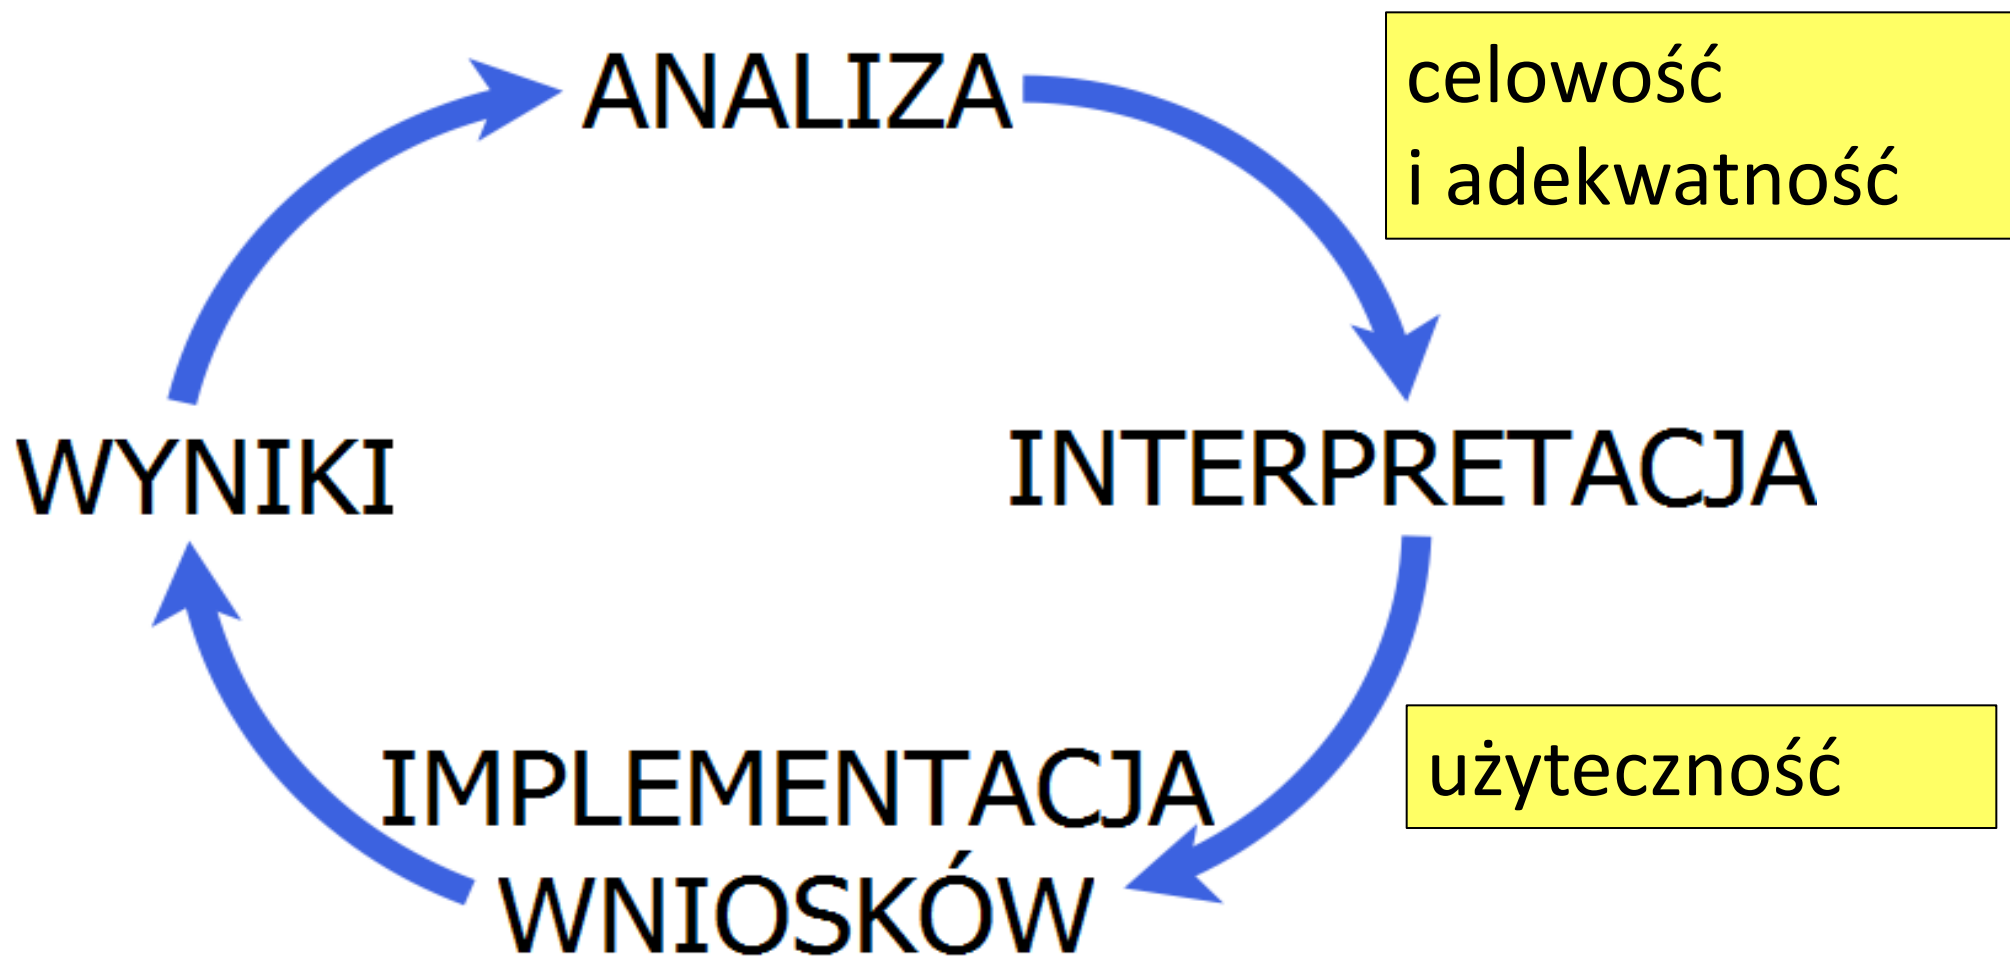 ANALIZA
celowość
i adekwatność
WYNIKI
INTERPRETACJA
IMPLEMENTACJA
WNIOSKÓW
użyteczność